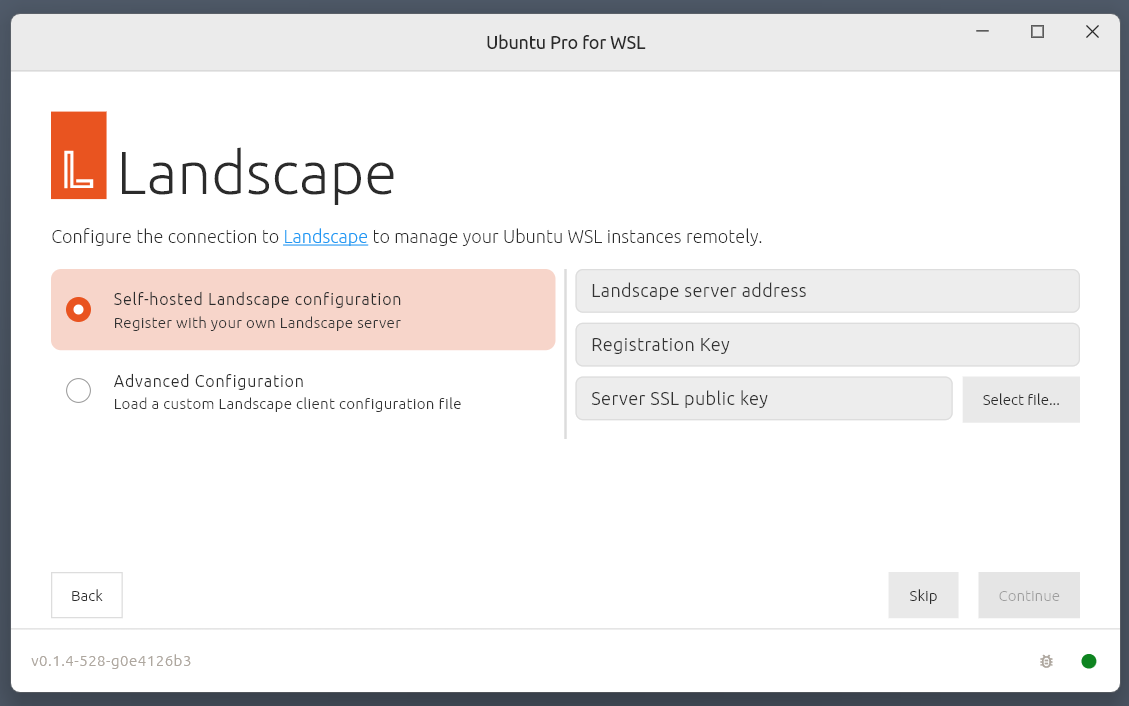 Ubuntu Pro for WSL
L Landscape
Configure the connection to Landscape to manage your Ubuntu WSL instances remotely.
Self-hosted Landscape configuration
Register with your own Landscape server
Advanced Configuration
Load a custom Landscape client configuration file
Landscape server address
Registration Key
Server SSL public key
Select file...
Back
Skip
Continue
v0.1.4-528-g0e4126b3